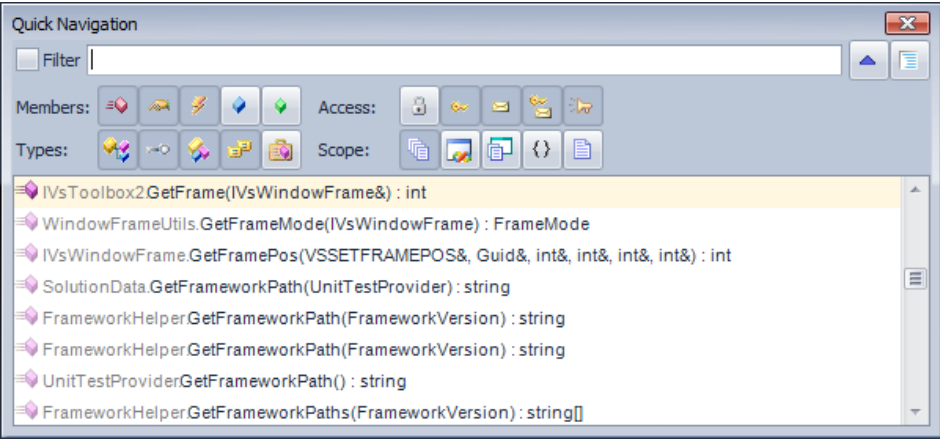 Quick Navigation
Filter
Members: Access:
Types: Scope: {}
IVsToolbox2.GetFrame(IVsWindowFrame&) : int
WindowFrameUtils.GetFrameMode(IVsWindowFrame) : FrameMode
IVsWindowFrame.GetFramePos(VSSETFRAMEPOS&, Guid&, int&, int&, int&, int&) : int
SolutionData.GetFrameworkPath(UnitTestProvider) : string
FrameworkHelper.GetFrameworkPath(FrameworkVersion) : string
FrameworkHelper.GetFrameworkPath(FrameworkVersion) : string
UnitTestProvider.GetFrameworkPath() : string
FrameworkHelper.GetFrameworkPaths(FrameworkVersion) : string[]